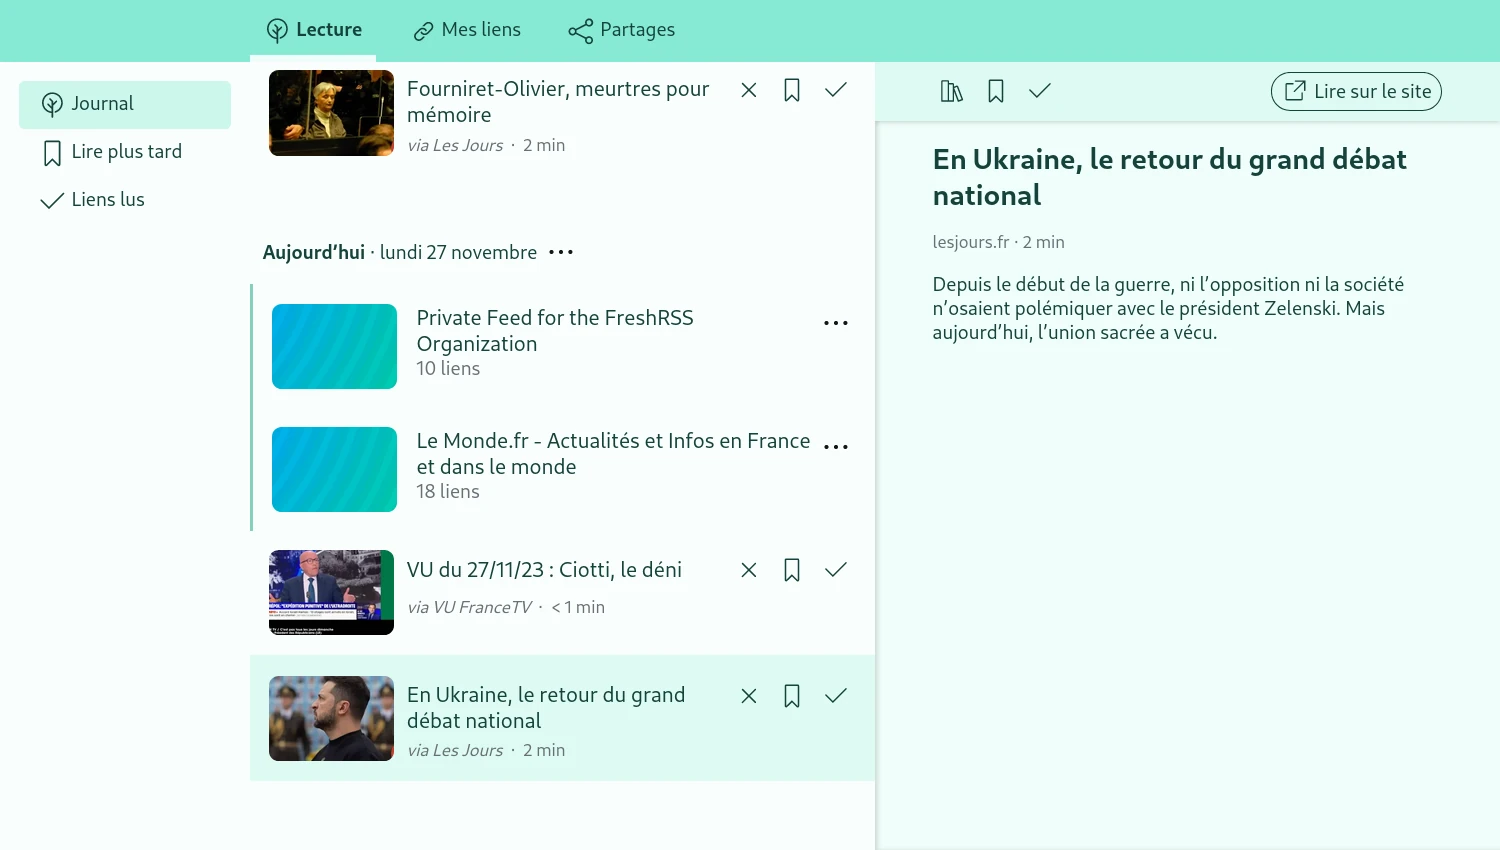 Lecture
Mes liens
Partages
Journal
Lire plus tard
Liens lus
Fourniret-Olivier, meurtres pour
mémoire
via Les Jours · 2 min
Aujourd’hui · lundi 27 novembre
Private Feed for the FreshRSS
Organization
10 liens
Le Monde.fr - Actualités et Infos en France
et dans le monde
18 liens
VU du 27/11/23 : Ciotti, le déni
via VU FranceTV · < 1 min
En Ukraine, le retour du grand
débat national
via Les Jours · 2 min
Lire sur le site
En Ukraine, le retour du grand débat
national
lesjours.fr · 2 min
Depuis le début de la guerre, ni l’opposition ni la société
n’osaient polémiquer avec le président Zelenski. Mais
aujourd’hui, l’union sacrée a vécu.